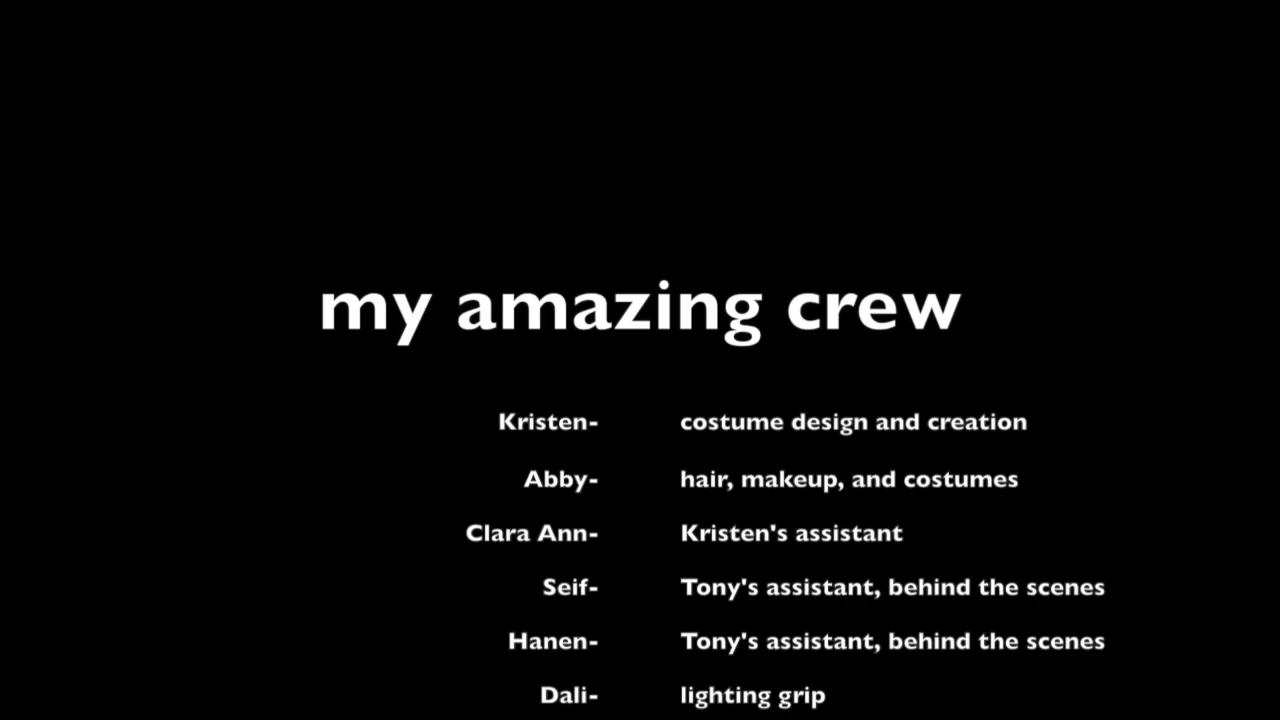 my amazing crew
Kristen- costume design and creation
Abby- hair, makeup, and costumes
Clara Ann- Kristen's assistant
Seif- Tony's assistant, behind the scenes
Hanen- Tony's assistant, behind the scenes
Dali- lighting grip